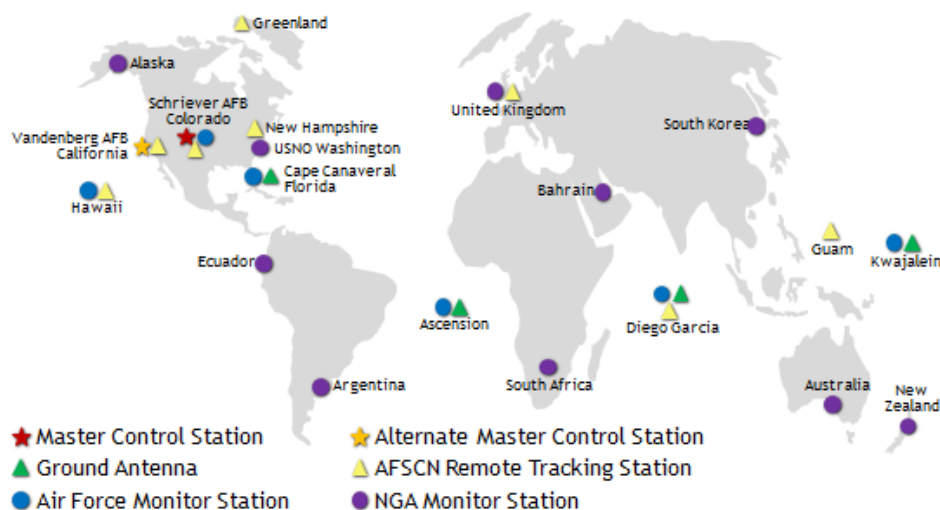 Greenland
Alaska
Schriever AFB
Colorado
Vandenberg AFB
California
New Hampshire
USNO Washington
Cape Canaveral
Florida
Hawaii
United Kingdom
South Korea
Bahrain
Ecuador
Guam
Kwajalein
Ascension
Diego Garcia
Argentina
South Africa
Australia
New
Zealand
Master Control Station
Alternate Master Control Station
Ground Antenna
AFSCN Remote Tracking Station
Air Force Monitor Station
NGA Monitor Station